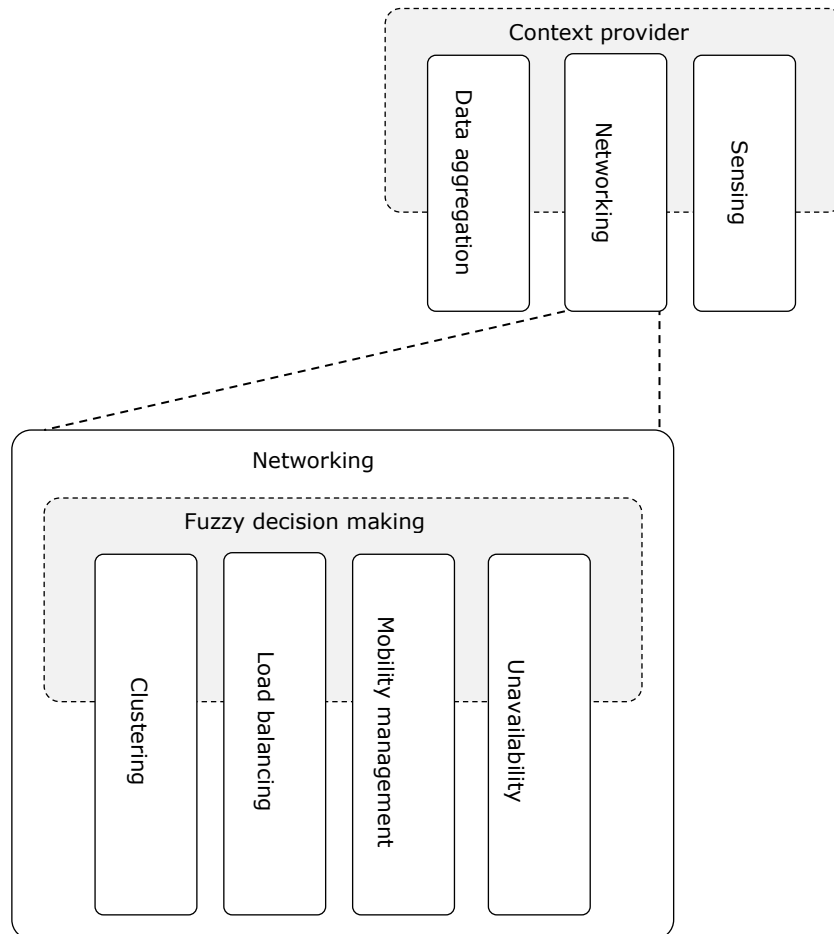 Context provider
Data aggregation
Networking
Sensing
Networking
Fuzzy decision making
Clustering
Load balancing
Mobility management
Unavailability